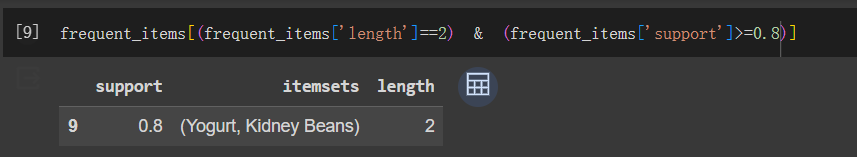 [9] frequent_items[(frequent_items['length']==2) & (frequent_items['support']>=0.8)]
support itemsets length
9 0.8 (Yogurt, Kidney Beans) 2